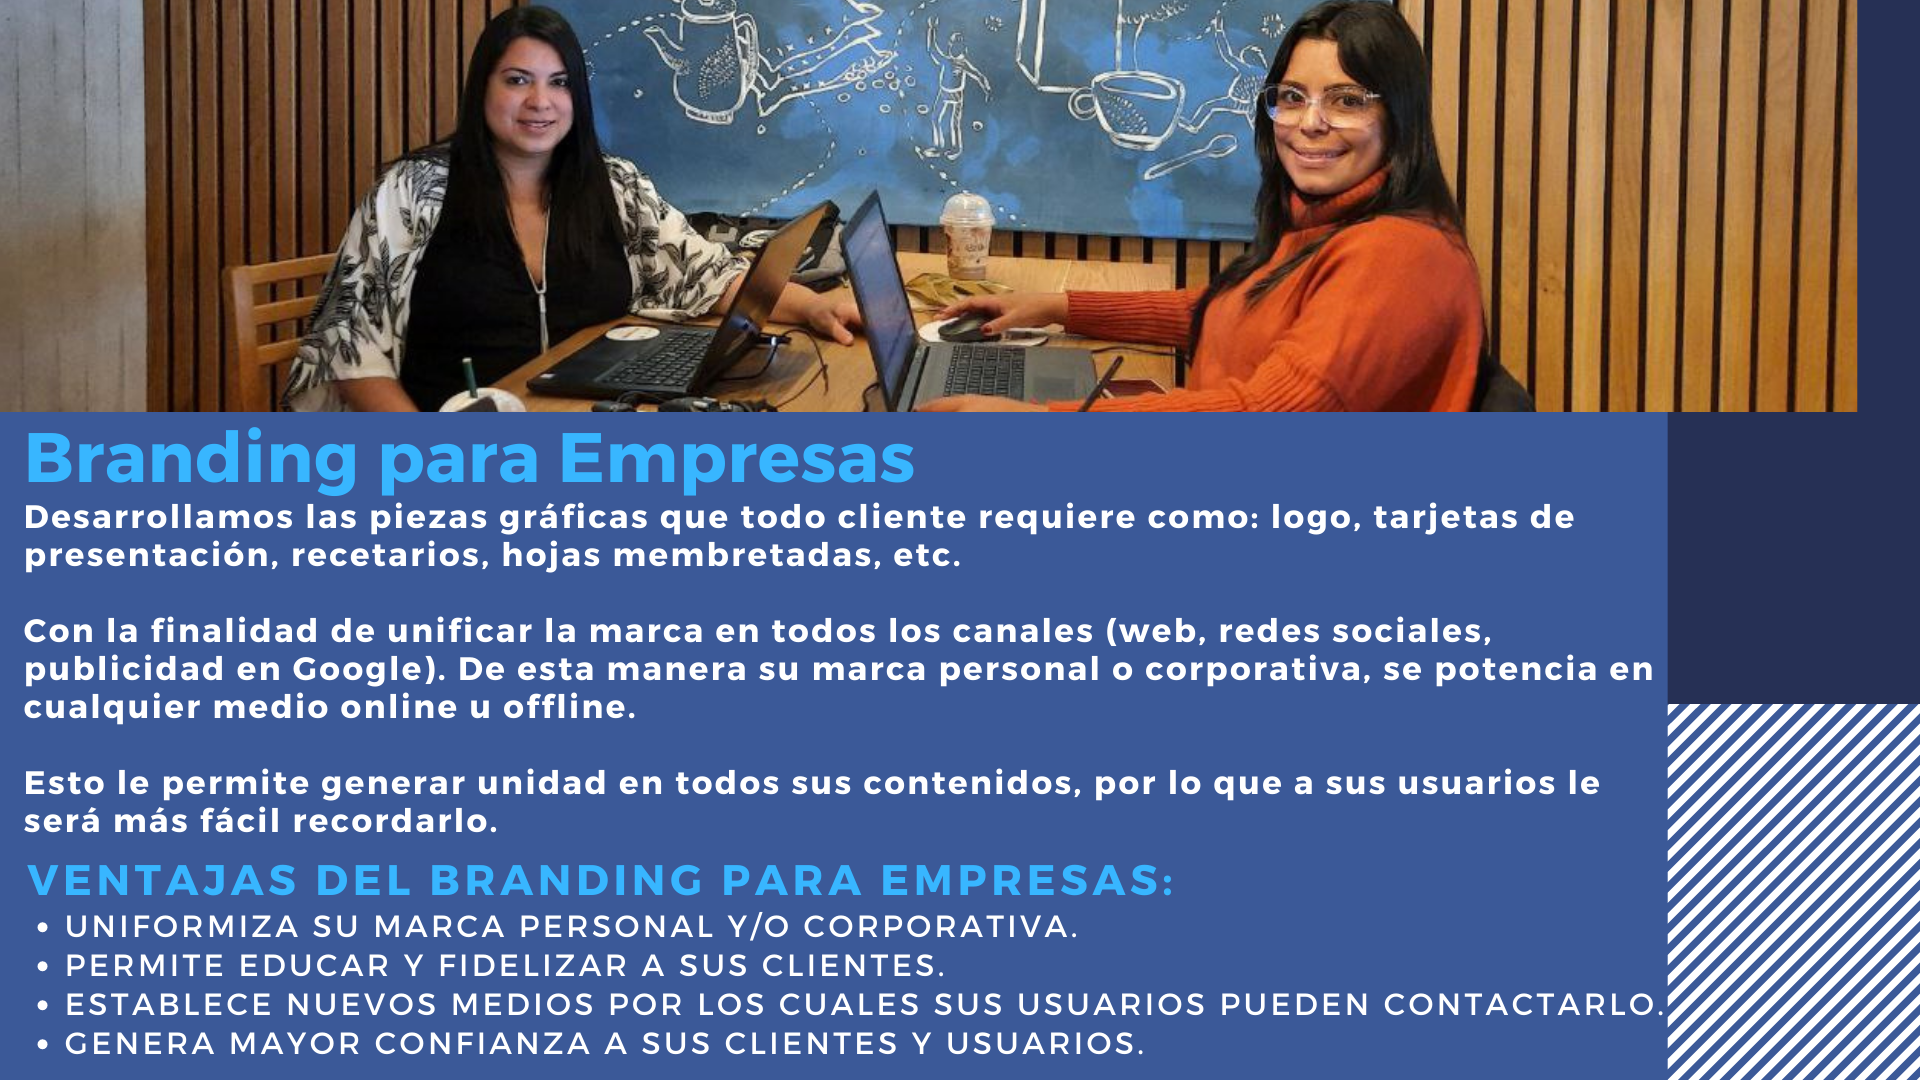 Branding para Empresas
Desarrollamos las piezas gráficas que todo cliente requiere como: logo, tarjetas de
presentación, recetarios, hojas membretadas, etc.
Con la finalidad de unificar la marca en todos los canales (web, redes sociales,
publicidad en Google). De esta manera su marca personal o corporativa, se potencia en
cualquier medio online u offline.
Esto le permite generar unidad en todos sus contenidos, por lo que a sus usuarios le
será más fácil recordarlo.
VENTAJAS DEL BRANDING PARA EMPRESAS:
• UNIFORMIZA SU MARCA PERSONAL Y/O CORPORATIVA.
• PERMITE EDUCAR Y FIDELIZAR A SUS CLIENTES.
• ESTABLECE NUEVOS MEDIOS POR LOS CUALES SUS USUARIOS PUEDEN CONTACTARLO.
• GENERA MAYOR CONFIANZA A SUS CLIENTES Y USUARIOS.